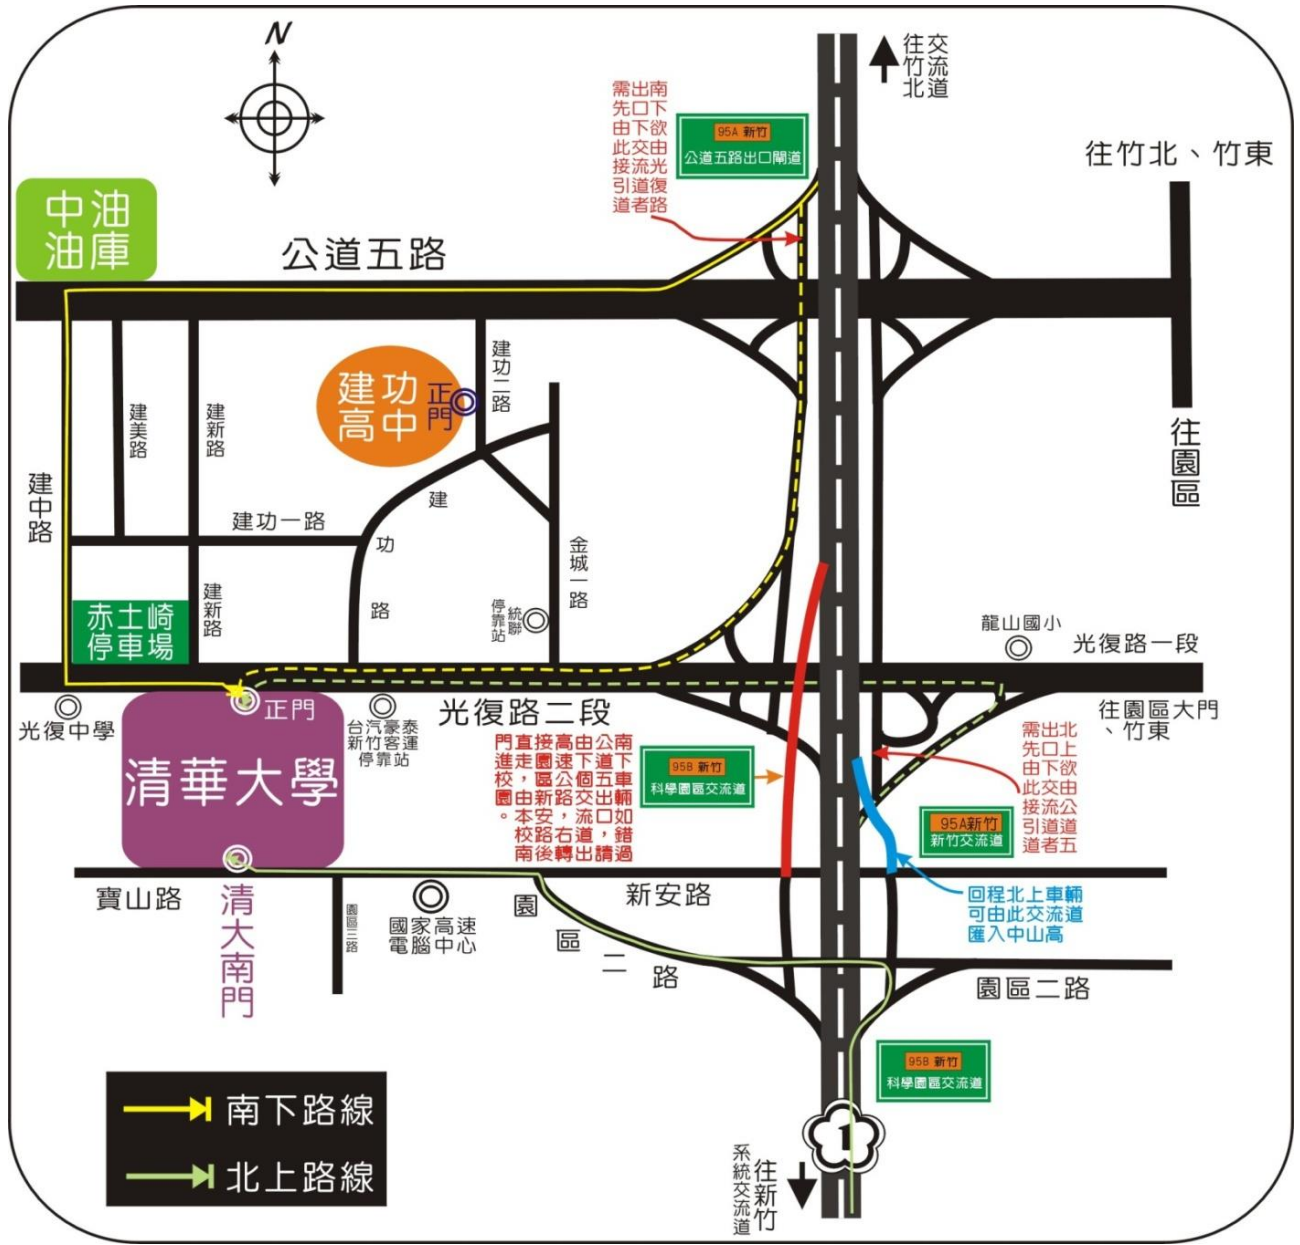 N
往竹北
交流道
南下欲由光復路
出口下交流道者
需先由此接引道
95A 新竹
公道五路出口閘道
往竹北、竹東
中油
油庫
公道五路
建功
高中
正門
建功二路
建美路
建新路
往園區
建中路
建功一路
建功路
金城一路
赤土崎
停車場
建新路
統聯
停靠站
龍山國小
光復路一段
光復中學
正門
台汽豪泰
新竹客運
停靠站
光復路二段
往園區大門
、竹東
清華大學
南下車輛如錯過
公道五出口,請
由下個交流道出
高速公路,右轉
接園區新安路後
直走,由本校南
門進校園。
95B 新竹
科學園區交流道
北上欲由公道五
出口下交流道者
需先由此接引道
95A新竹
新竹交流道
寶山路
新安路
清大南門
園區三路
國家高速
電腦中心
園區二路
回程北上車輛
可由此交流道
匯入中山高
園區二路
95B 新竹
科學園區交流道
南下路線
北上路線
1
往新竹
系統交流道